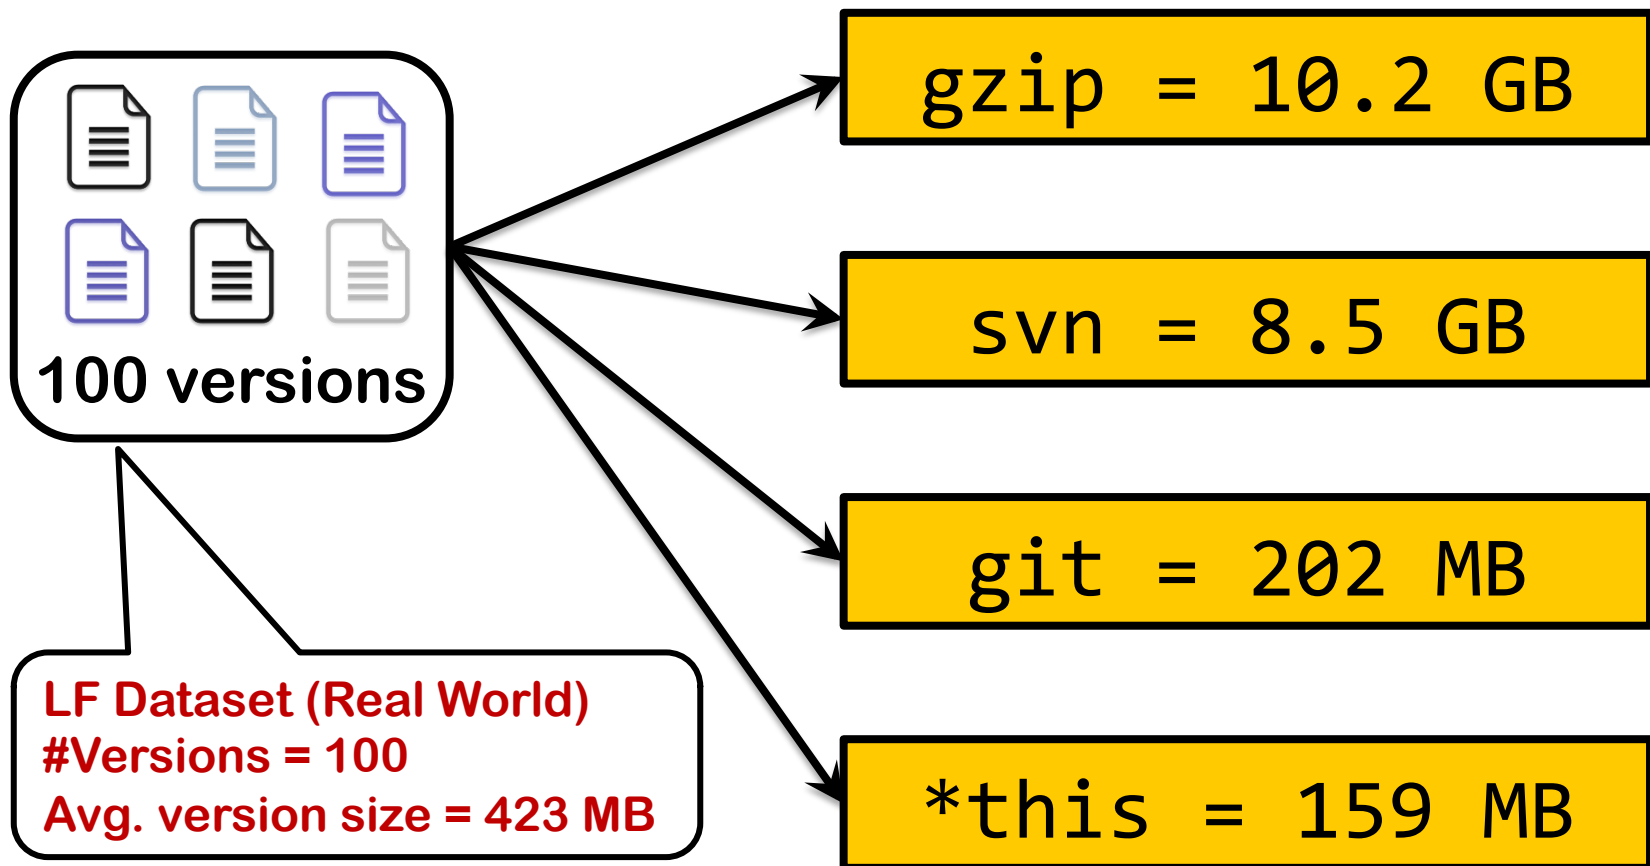 100 versions
LF Dataset (Real World)
#Versions = 100
Avg. version size = 423 MB
gzip = 10.2 GB
svn = 8.5 GB
git = 202 MB
*this = 159 MB